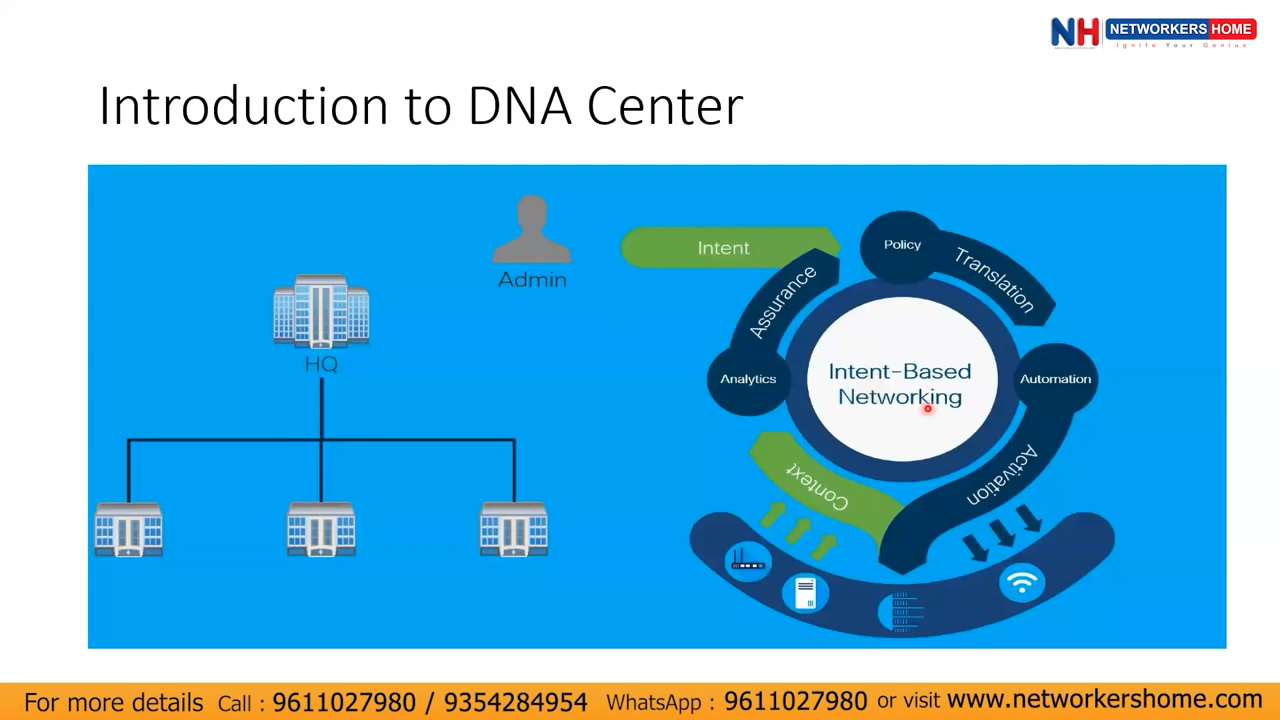 NH NETWORKERS HOME
Ignite Your Genius
Introduction to DNA Center
Admin
HQ
Intent
Policy
Translation
Assurance
Intent-Based
Networking
Analytics
Automation
Context
Activation
For more details Call : 9611027980 / 9354284954 WhatsApp : 9611027980 or visit www.networkershome.com